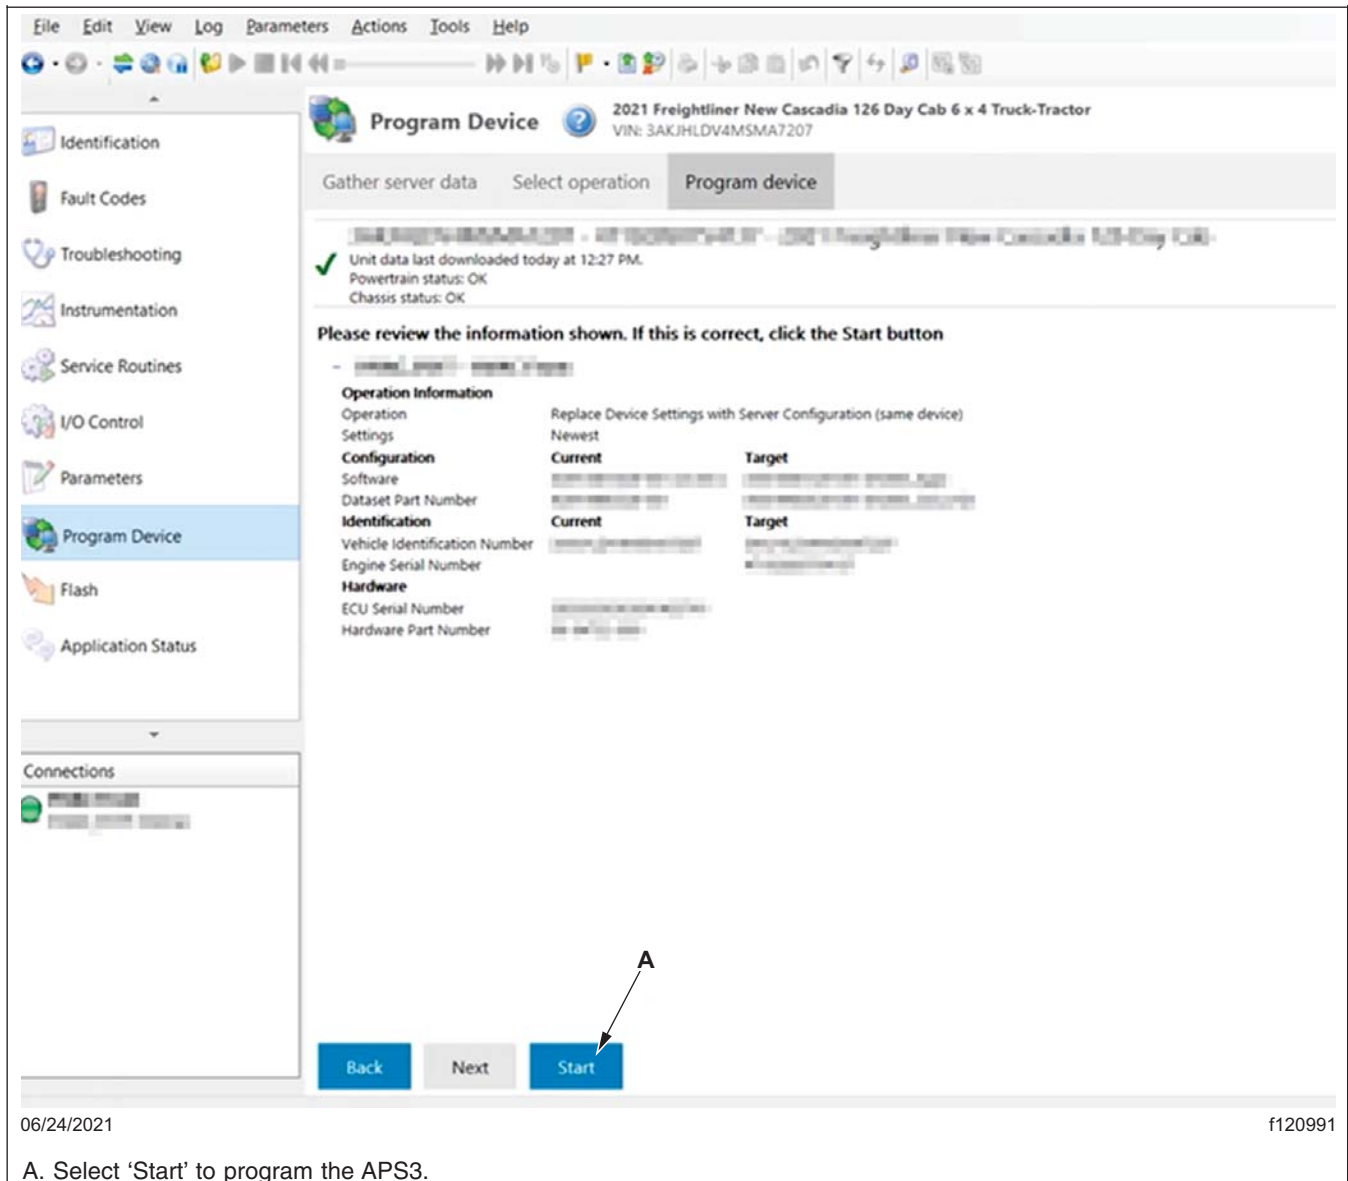 File Edit View Log Parameters Actions Tools Help
Identification
Fault Codes
Troubleshooting
Instrumentation
Service Routines
I/O Control
Parameters
Program Device
Flash
Application Status
Connections
Program Device
2021 Freightliner New Cascadia 126 Day Cab 6 x 4 Truck-Tractor
VIN: 3AKJHLDV4MSMA7207
Gather server data Select operation Program device
Unit data last downloaded today at 12:27 PM.
Powertrain status: OK
Chassis status: OK
Please review the information shown. If this is correct, click the Start button
Operation Information
Operation Replace Device Settings with Server Configuration (same device)
Settings Newest
Configuration Current Target
Software
Dataset Part Number
Identification Current Target
Vehicle Identification Number
Engine Serial Number
Hardware
ECU Serial Number
Hardware Part Number
A
Back Next Start
06/24/2021 f120991
A. Select ‘Start’ to program the APS3.